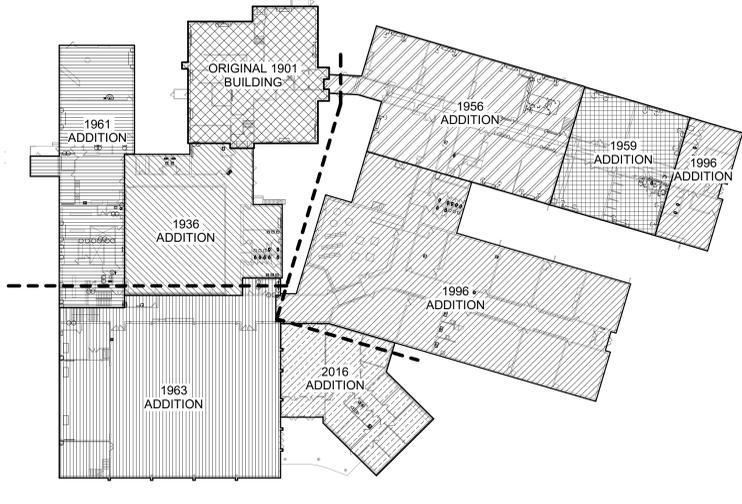 ORIGINAL 1901
BUILDING
1961
ADDITION
1956
ADDITION
1959
ADDITION
1996
ADDITION
1936
ADDITION
1996
ADDITION
2016
ADDITION
1963
ADDITION